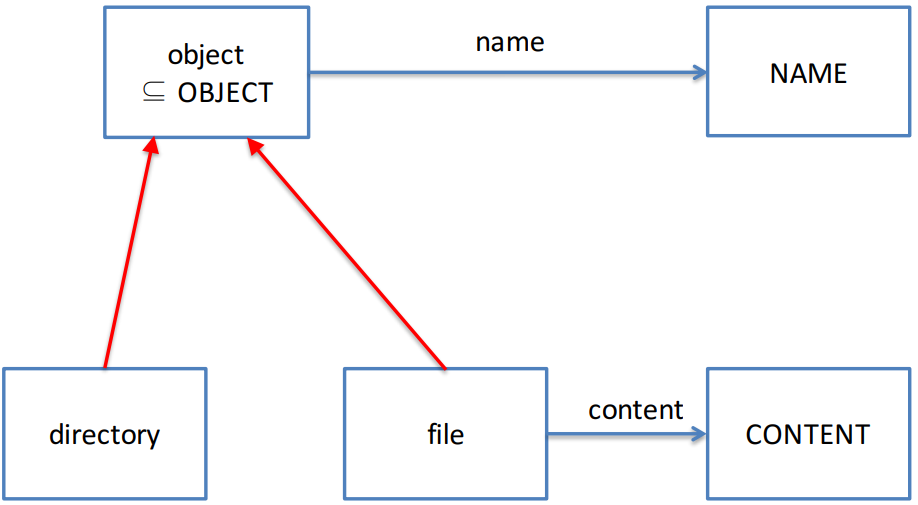 object
⊆ OBJECT
name
NAME
directory
file
content
CONTENT